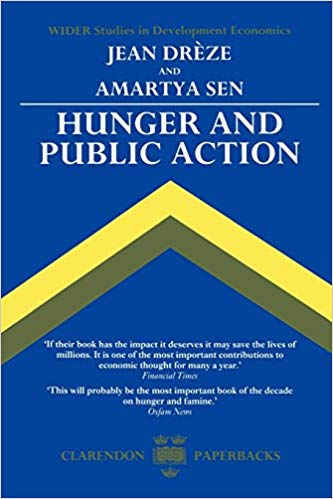 WIDER Studies in Development Economics
JEAN DRÈZE
AND
AMARTYA SEN
HUNGER AND
PUBLIC ACTION
‘If their book has the impact it deserves it may save the lives of
millions. It is one of the most important contributions to
economic thought for many a year.’
Financial Times
‘This will probably be the most important book of the decade
on hunger and famine.’
Oxfam News
CLARENDON PAPERBACKS